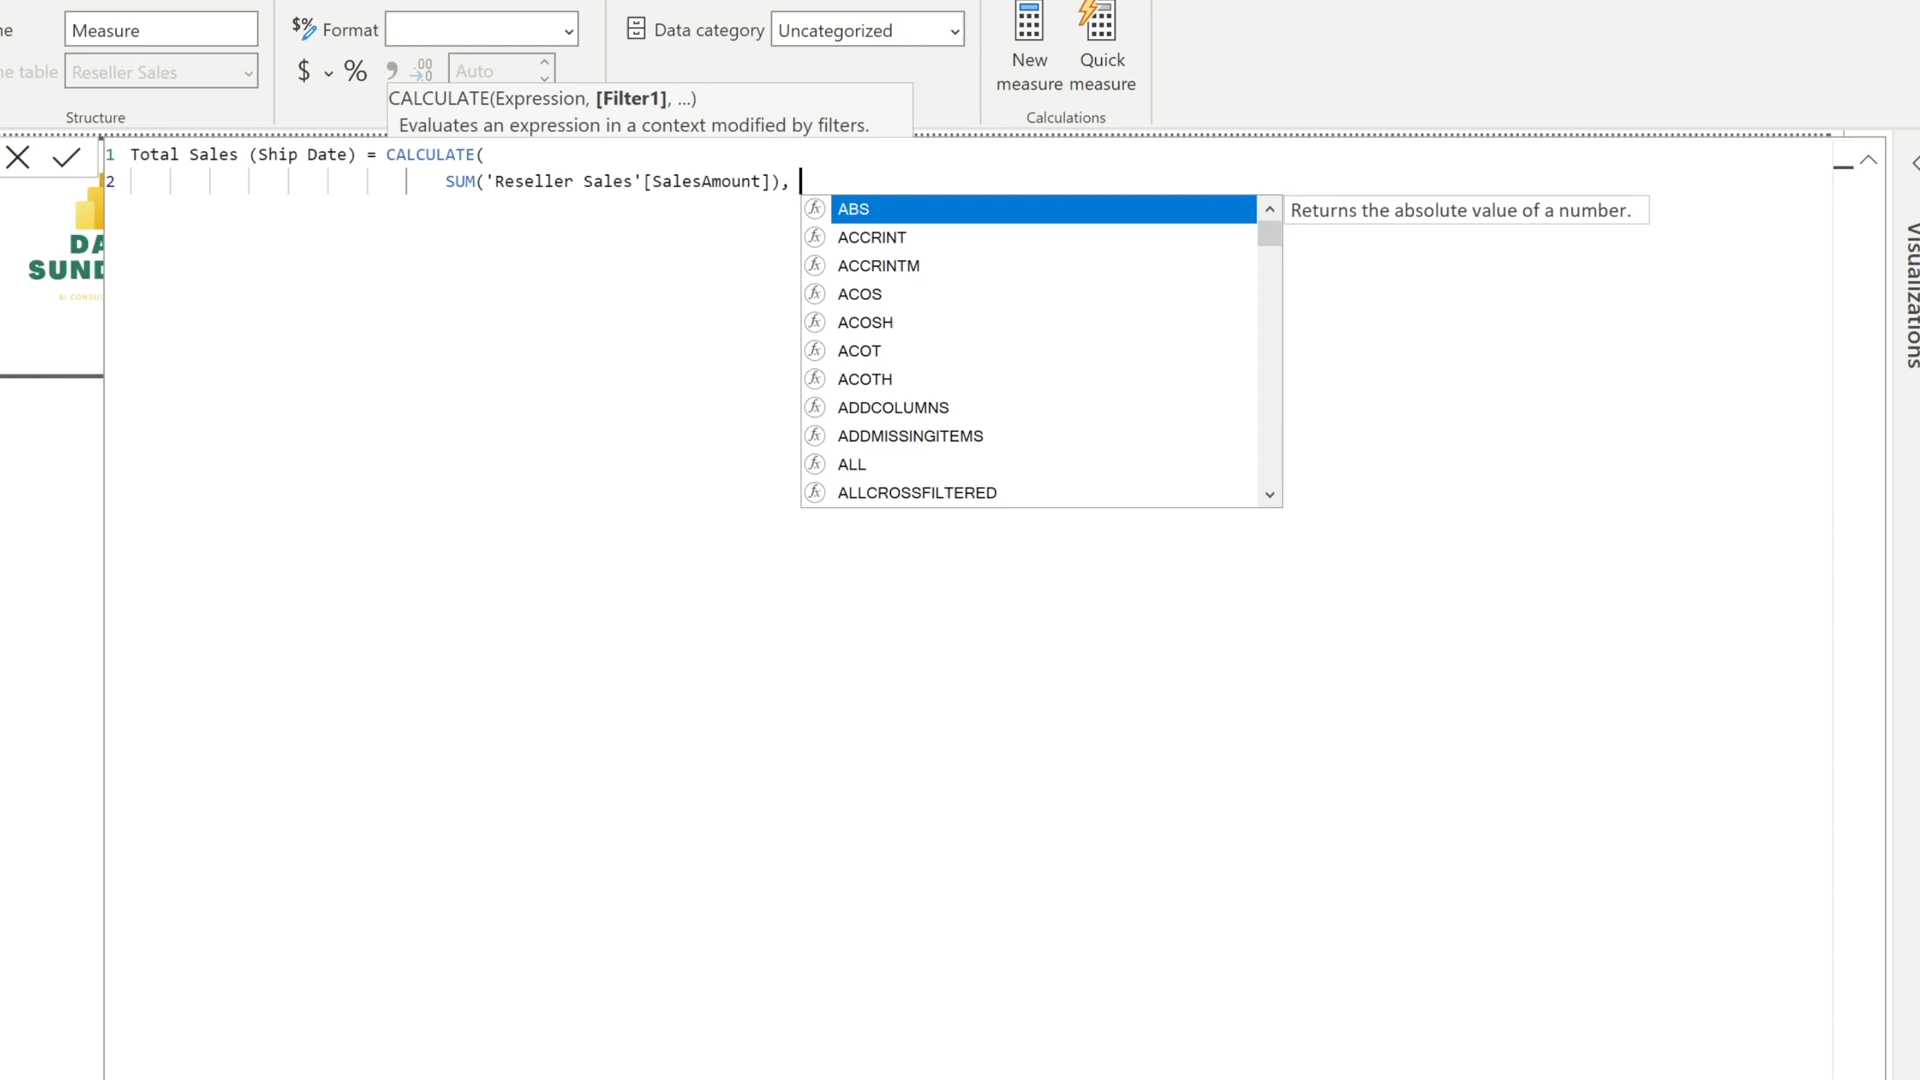 Measure
Format
Data category
Uncategorized
New measure
Quick measure
Reseller Sales
$ %
Auto
Structure
Calculations
CALCULATE(Expression, [Filter1], ...)
Evaluates an expression in a context modified by filters.
1 Total Sales (Ship Date) = CALCULATE(
2 SUM('Reseller Sales'[SalesAmount]),
ABS
Returns the absolute value of a number.
ACCRINT
ACCRINTM
ACOS
ACOSH
ACOT
ACOTH
ADDCOLUMNS
ADDMISSINGITEMS
ALL
ALLCROSSFILTERED
Visualizations